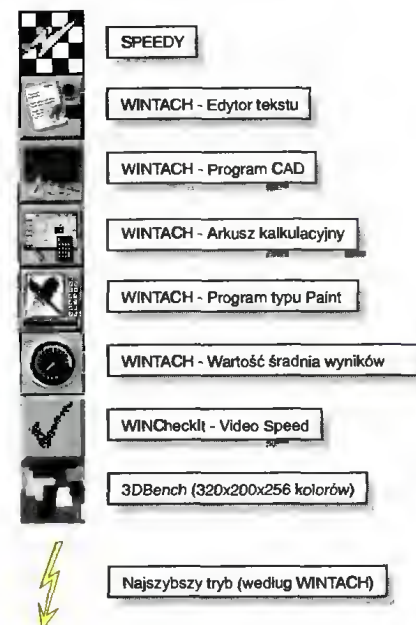 SPEEDY
WINTACH - Edytor tekstu
WINTACH - Program CAD
WINTACH - Arkusz kalkulacyjny
WINTACH - Program typu Paint
WINTACH - Wartość średnia wyników
WINCheckIt - Video Speed
3DBench (320x200x256 kolorów)
Najszybszy tryb (według WINTACH)